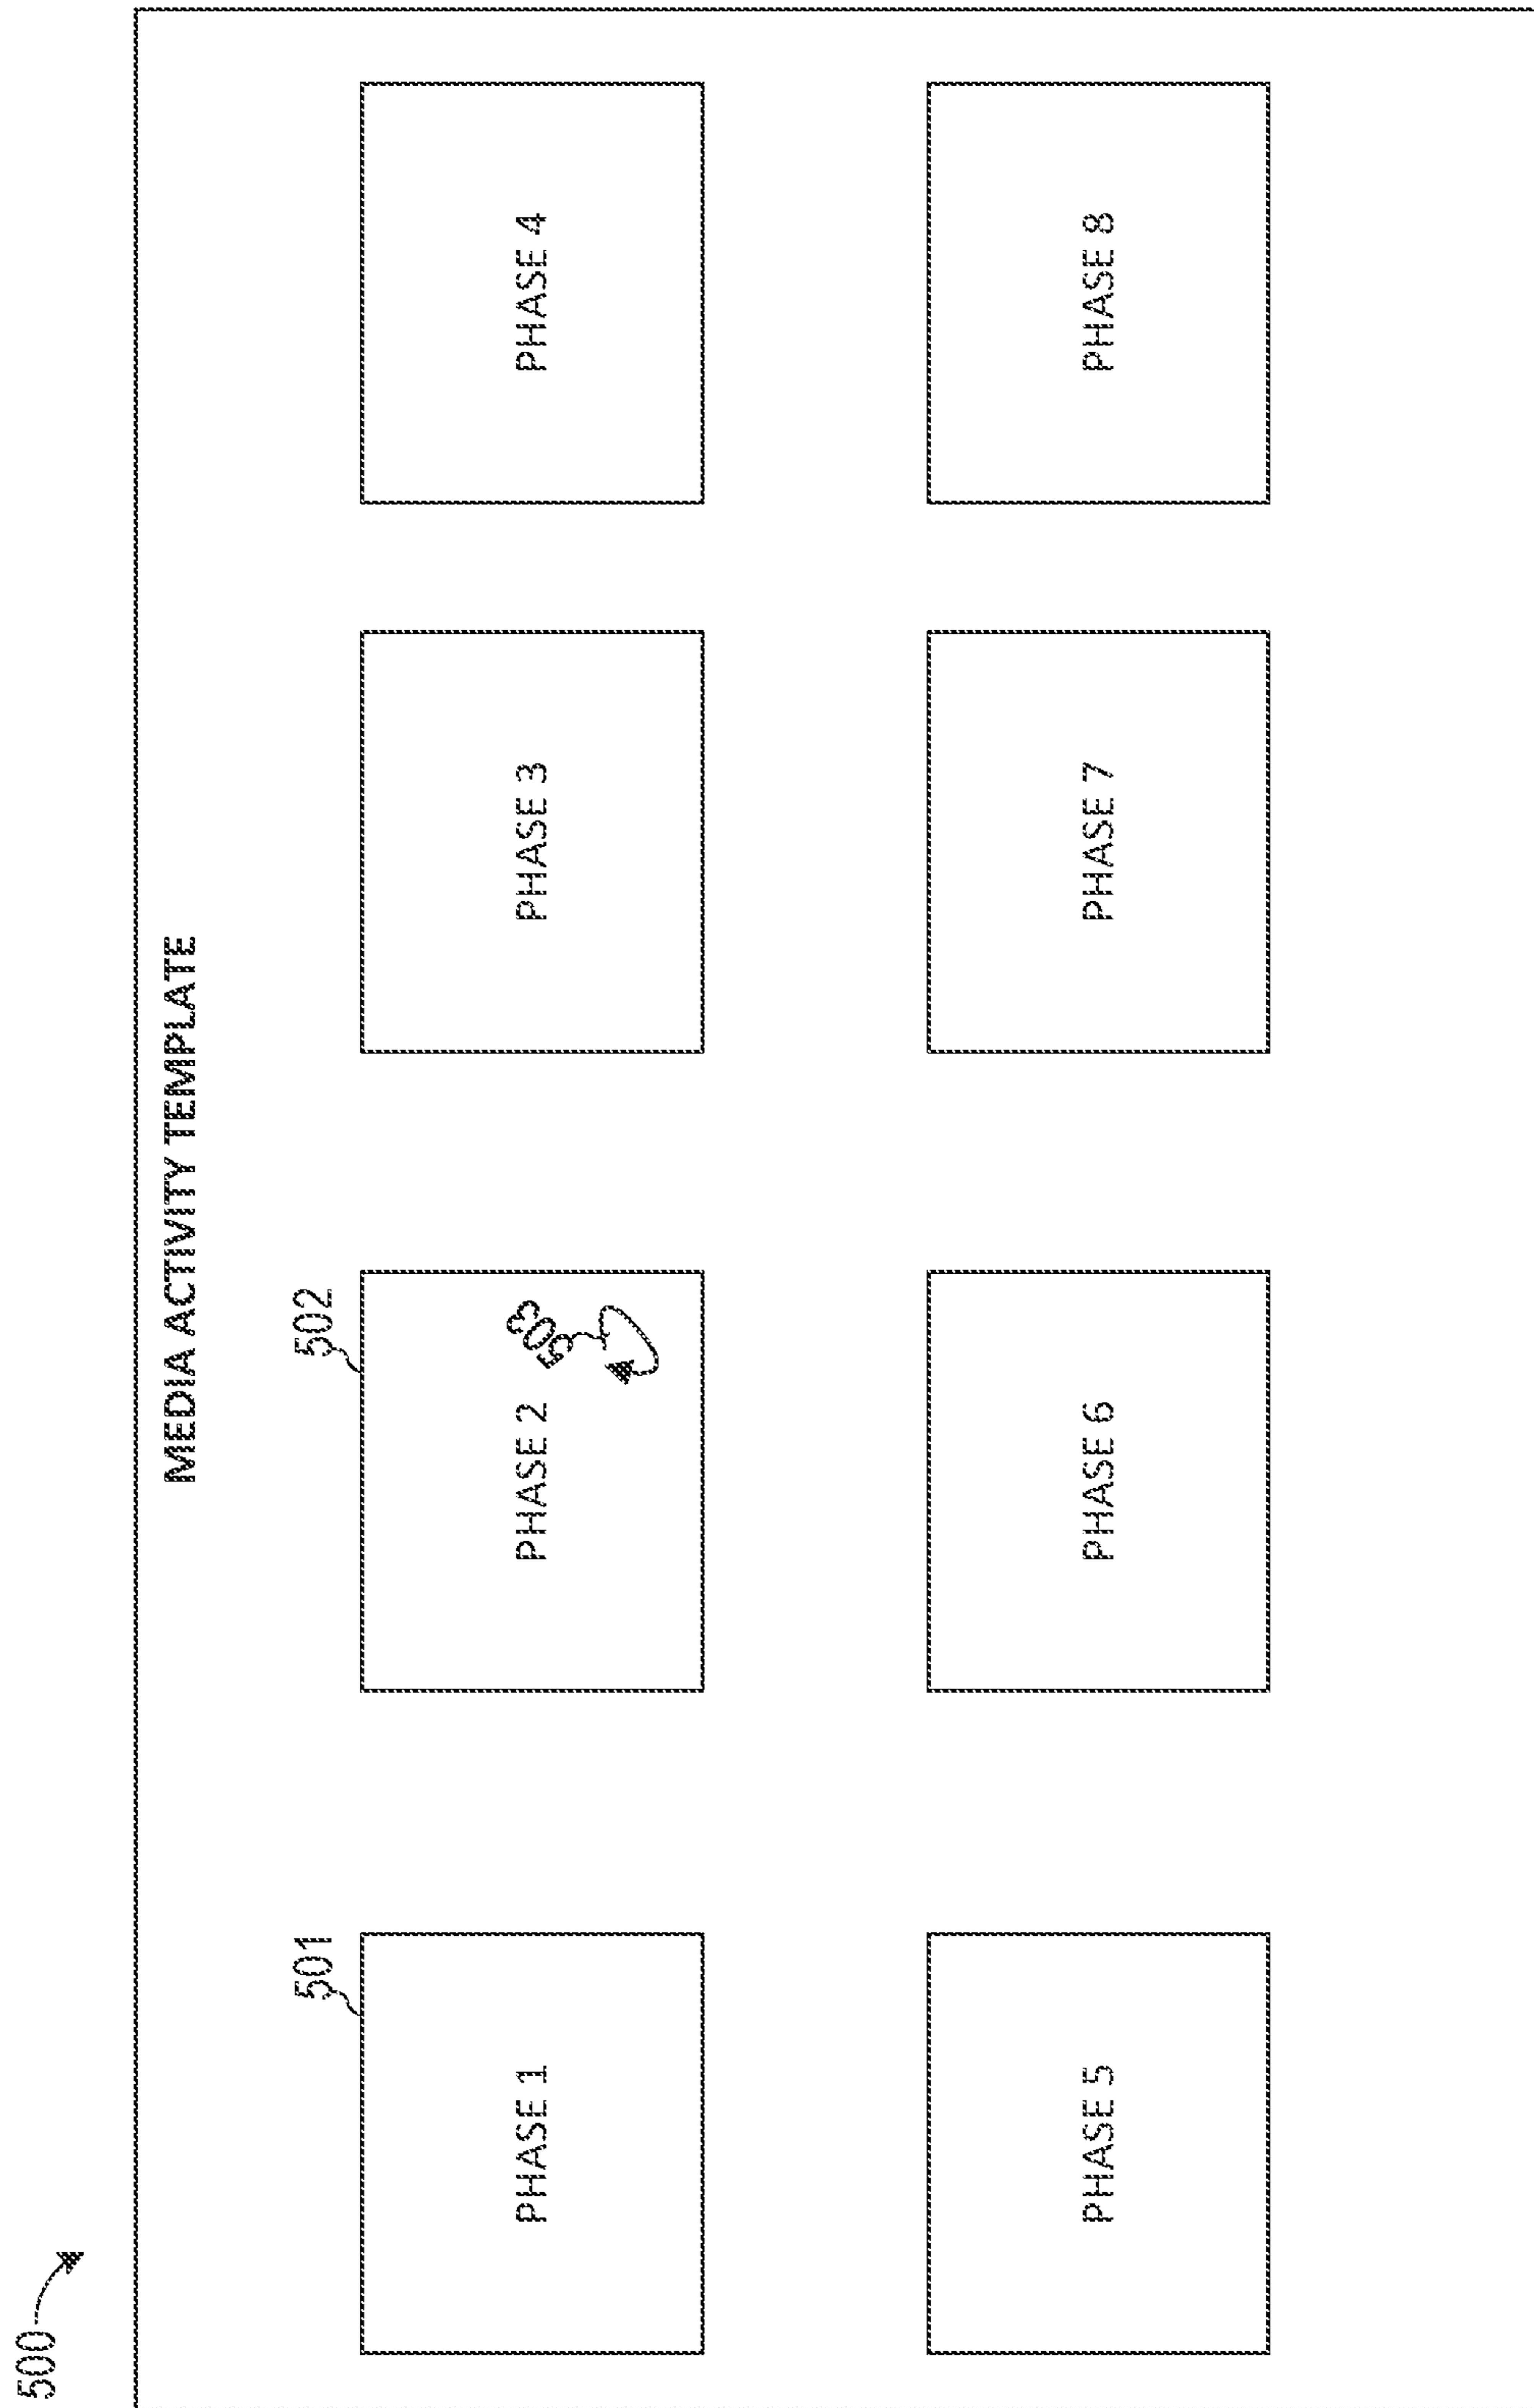 500
MEDIA ACTIVITY TEMPLATE
501
502
PHASE 1
PHASE 2
503
PHASE 3
PHASE 4
PHASE 5
PHASE 6
PHASE 7
PHASE 8